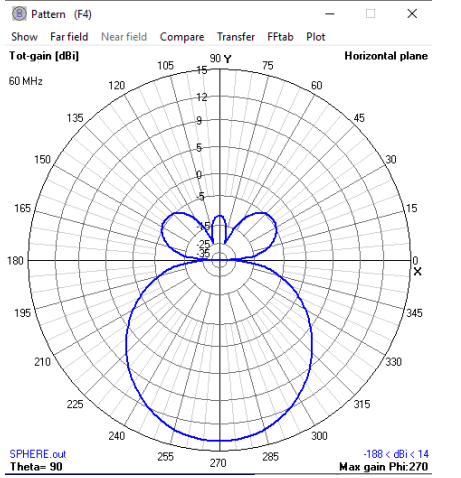 Pattern (F4)
Show Far field Near field Compare Transfer FFtab Plot
Tot-gain [dBi] Horizontal plane
60 MHz
90 Y
105 75
120 60
135 45
150 30
165 15
180 0
X
195 345
210 330
225 315
240 300
255 285
270
15
12
9
5
0
-5
-15
-25
-35
SPHERE.out -188 < dBi < 14
Theta= 90 Max gain Phi:270